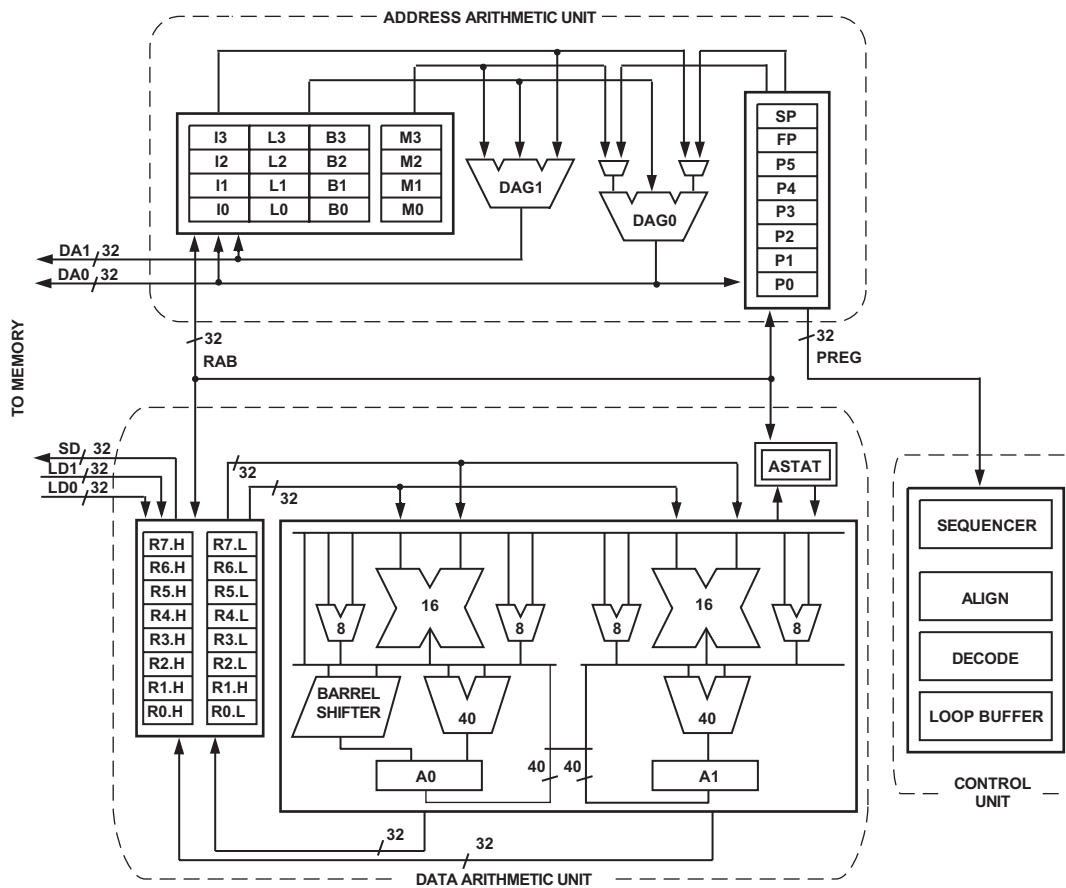 ADDRESS ARITHMETIC UNIT
SP
FP
P5
P4
P3
P2
P1
P0
I3 L3 B3 M3
I2 L2 B2 M2
I1 L1 B1 M1
I0 L0 B0 M0
DAG1
DAG0
DA1 32
DA0 32
TO MEMORY
32
RAB
32
PREG
SD 32
LD1 32
LD0 32
32
32
ASTAT
R7.H R7.L
R6.H R6.L
R5.H R5.L
R4.H R4.L
R3.H R3.L
R2.H R2.L
R1.H R1.H
R0.H R0.L
16
16
8
8
8
8
BARREL
SHIFTER
40
40
A0
40
40
A1
32
32
DATA ARITHMETIC UNIT
SEQUENCER
ALIGN
DECODE
LOOP BUFFER
CONTROL
UNIT